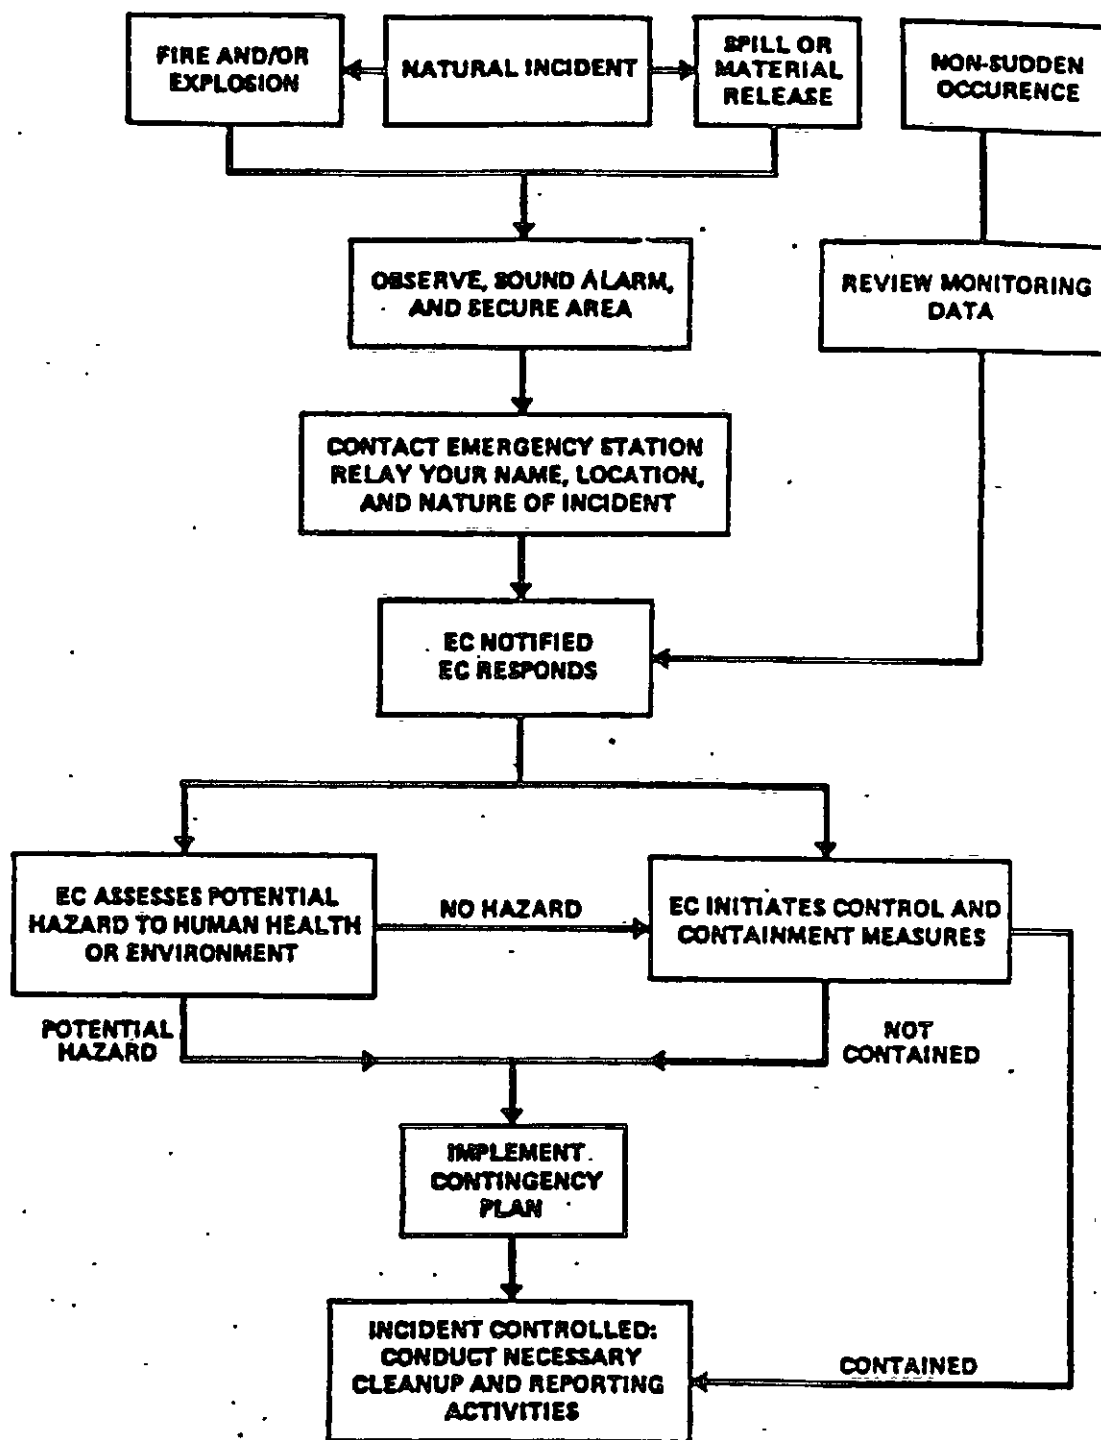 FIRE AND/OR
EXPLOSION
NATURAL INCIDENT
SPILL OR
MATERIAL
RELEASE
NON-SUDDEN
OCCURENCE
OBSERVE, SOUND ALARM,
AND SECURE AREA
REVIEW MONITORING
DATA
CONTACT EMERGENCY STATION
RELAY YOUR NAME, LOCATION,
AND NATURE OF INCIDENT
EC NOTIFIED
EC RESPONDS
EC ASSESSES POTENTIAL
HAZARD TO HUMAN HEALTH
OR ENVIRONMENT
NO HAZARD
EC INITIATES CONTROL AND
CONTAINMENT MEASURES
POTENTIAL
HAZARD
NOT
CONTAINED
IMPLEMENT
CONTINGENCY
PLAN
INCIDENT CONTROLLED:
CONDUCT NECESSARY
CLEANUP AND REPORTING
ACTIVITIES
CONTAINED